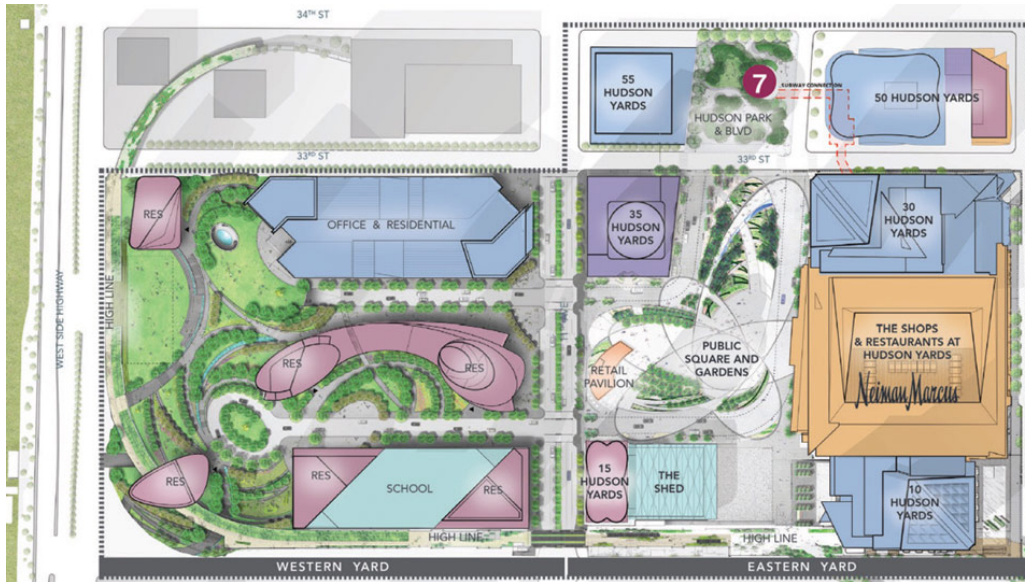 34TH ST
55
HUDSON
YARDS
7
SUBWAY CONNECTION
50 HUDSON YARDS
HUDSON PARK
& BLVD
33RD ST
33RD ST
RES
OFFICE & RESIDENTIAL
35
HUDSON
YARDS
30
HUDSON
YARDS
HIGH LINE
WEST SIDE HIGHWAY
11TH AVE
THE SHOPS
& RESTAURANTS AT
HUDSON YARDS
Neiman Marcus
PUBLIC
SQUARE AND
GARDENS
RETAIL
PAVILION
RES
RES
RES
RES
SCHOOL
RES
15
HUDSON
YARDS
THE
SHED
10
HUDSON
YARDS
HIGH LINE
HIGH LINE
WESTERN YARD
EASTERN YARD